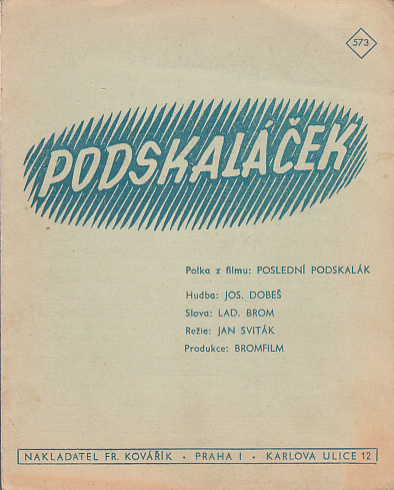 573
PODSKALÁČEK
Polka z filmu: POSLEDNÍ PODSKALÁK
Hudba: JOS. DOBEŠ
Slova: LAD. BROM
Režie: JAN SVITÁK
Produkce: BROMFILM
NAKLADATEL FR. KOVÁŘÍK • PRAHA I • KARLOVA ULICE 12